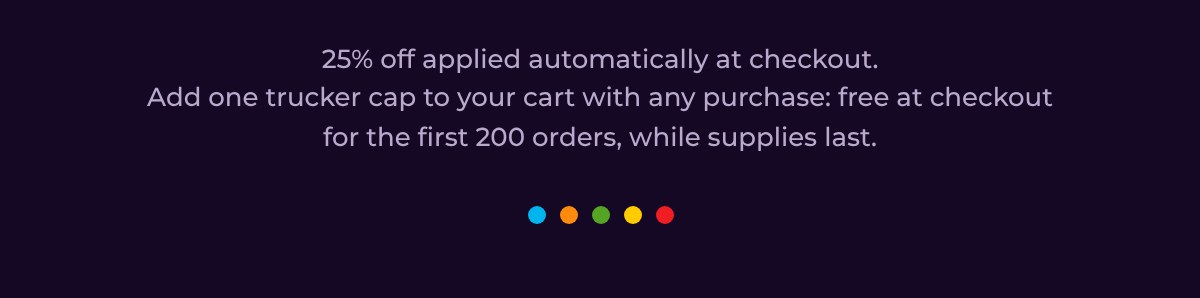 25% off applied automatically at checkout.
Add one trucker cap to your cart with any purchase: free at checkout
for the first 200 orders, while supplies last.